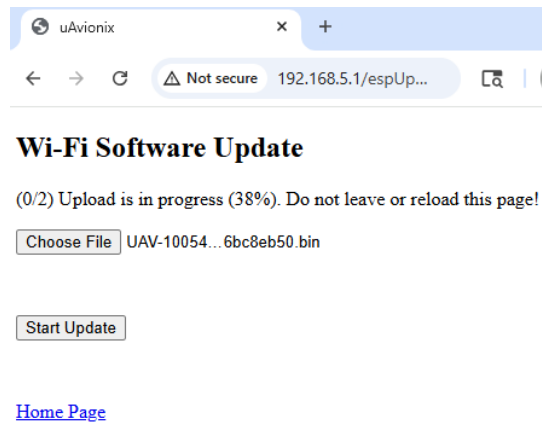 uAvionix
Not secure 192.168.5.1/espUp...
Wi-Fi Software Update
(0/2) Upload is in progress (38%). Do not leave or reload this page!
Choose File UAV-10054...6bc8eb50.bin
Start Update
Home Page